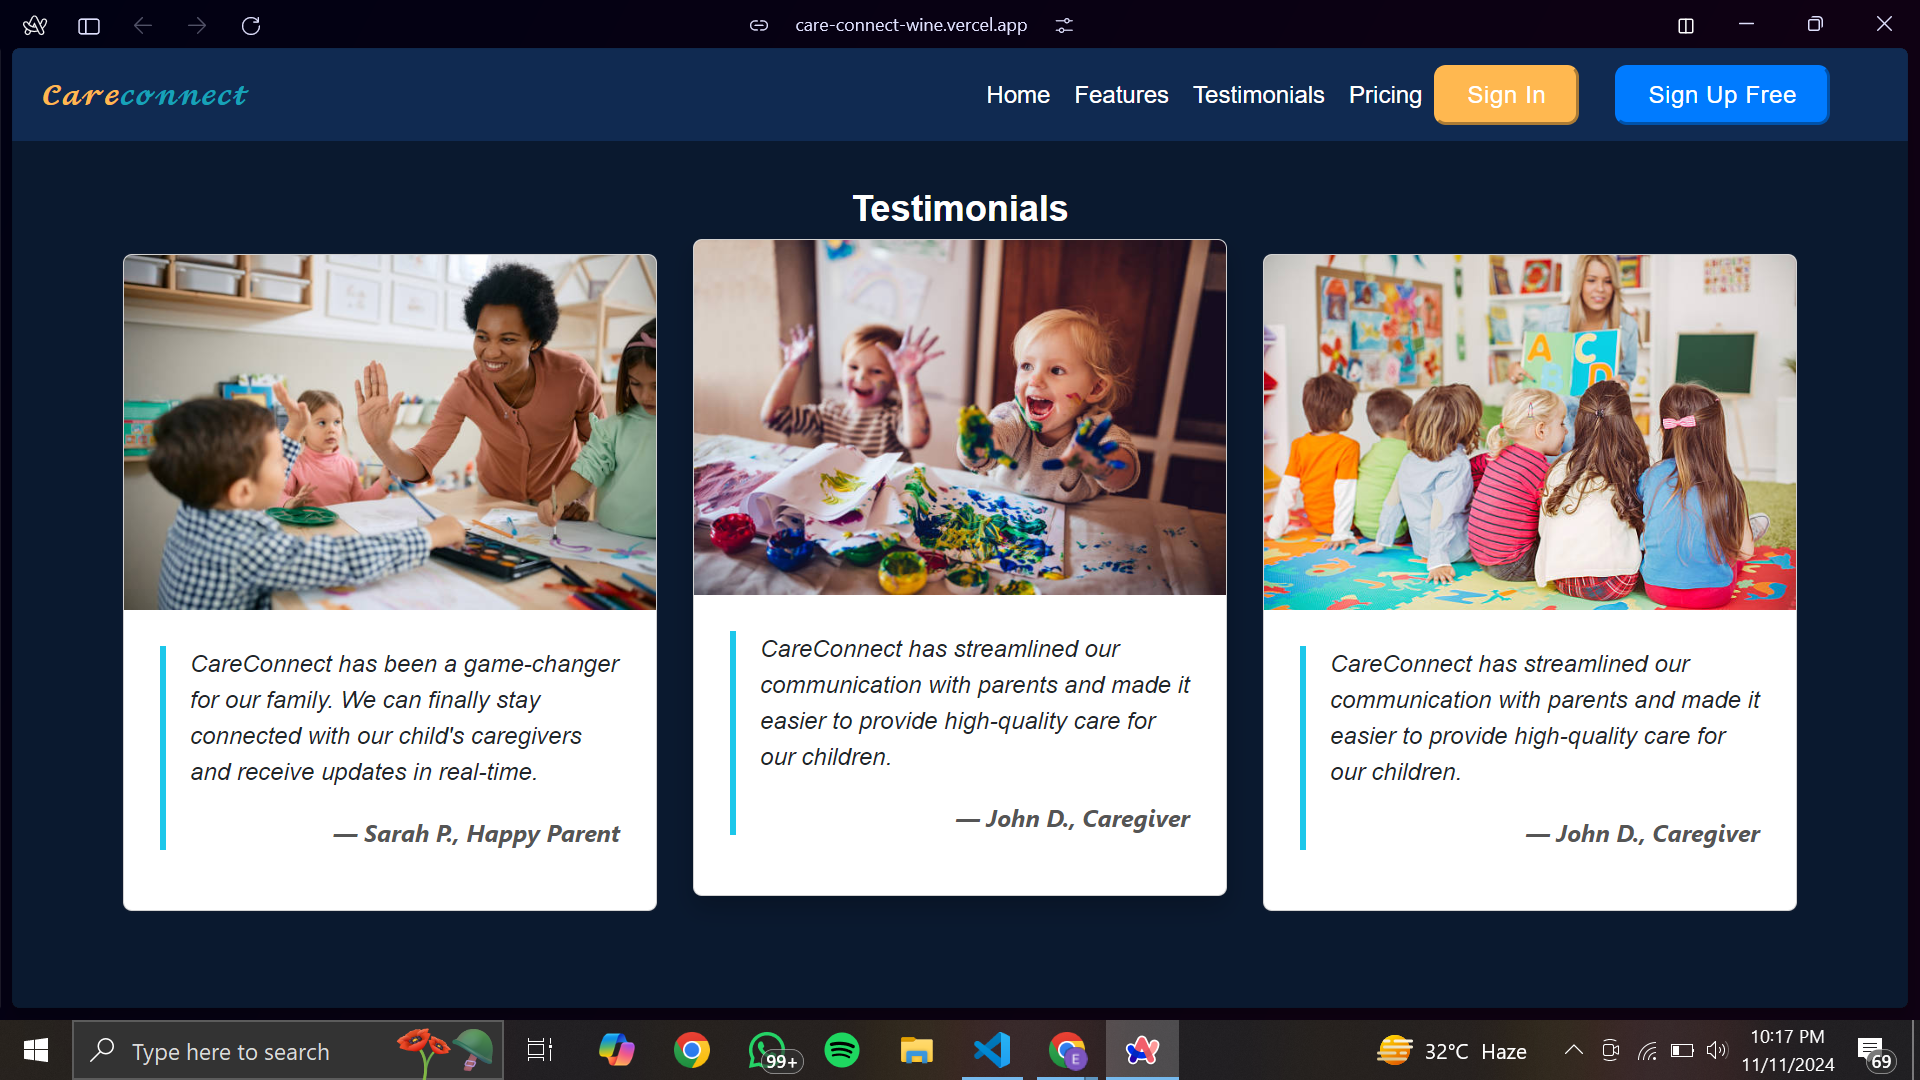 care-connect-wine.vercel.app
Careconnect
Home
Features
Testimonials
Pricing
Sign In
Sign Up Free
Testimonials
A C
B D
CareConnect has been a game-changer
for our family. We can finally stay
connected with our child's caregivers
and receive updates in real-time.
— Sarah P., Happy Parent
CareConnect has streamlined our
communication with parents and made it
easier to provide high-quality care for
our children.
— John D., Caregiver
CareConnect has streamlined our
communication with parents and made it
easier to provide high-quality care for
our children.
— John D., Caregiver
Type here to search
99+
E
32°C Haze
10:17 PM
11/11/2024
69